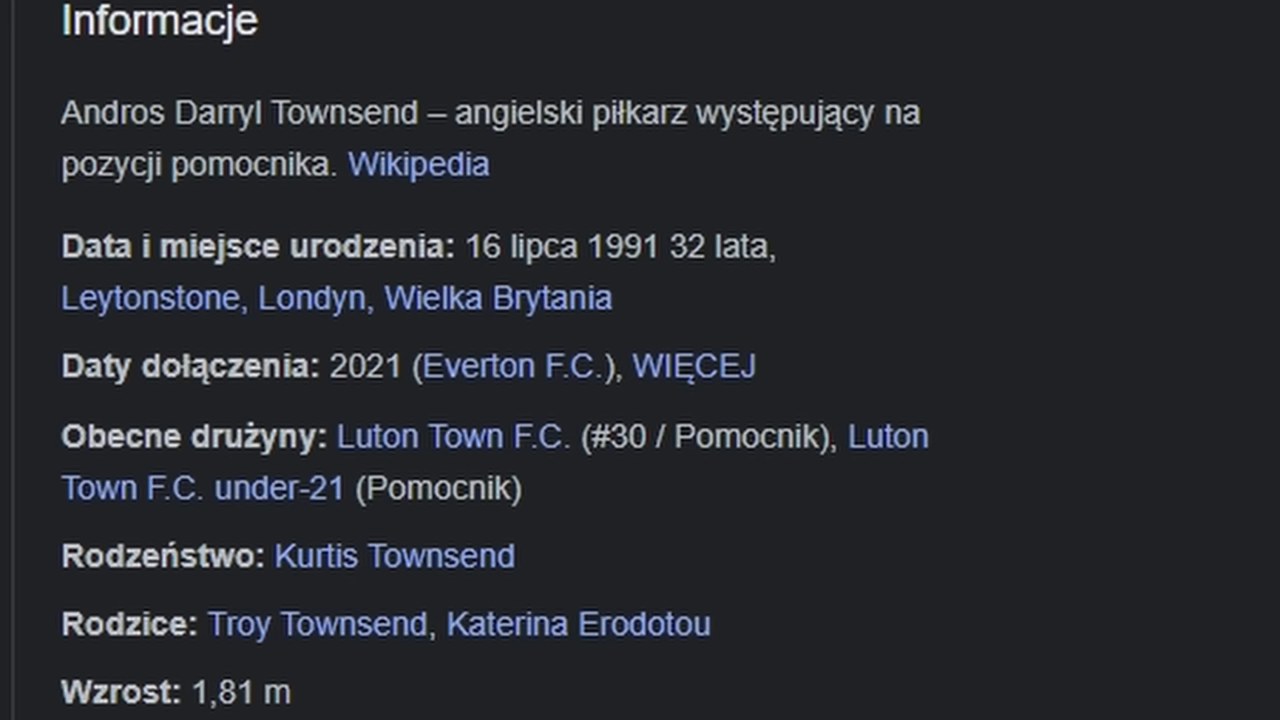 Informacje
Andros Darryl Townsend – angielski piłkarz występujący na
pozycji pomocnika. Wikipedia
Data i miejsce urodzenia: 16 lipca 1991 32 lata,
Leytonstone, Londyn, Wielka Brytania
Daty dołączenia: 2021 (Everton F.C.), WIĘCEJ
Obecne drużyny: Luton Town F.C. (#30 / Pomocnik), Luton
Town F.C. under-21 (Pomocnik)
Rodzeństwo: Kurtis Townsend
Rodzice: Troy Townsend, Katerina Erodotou
Wzrost: 1,81 m